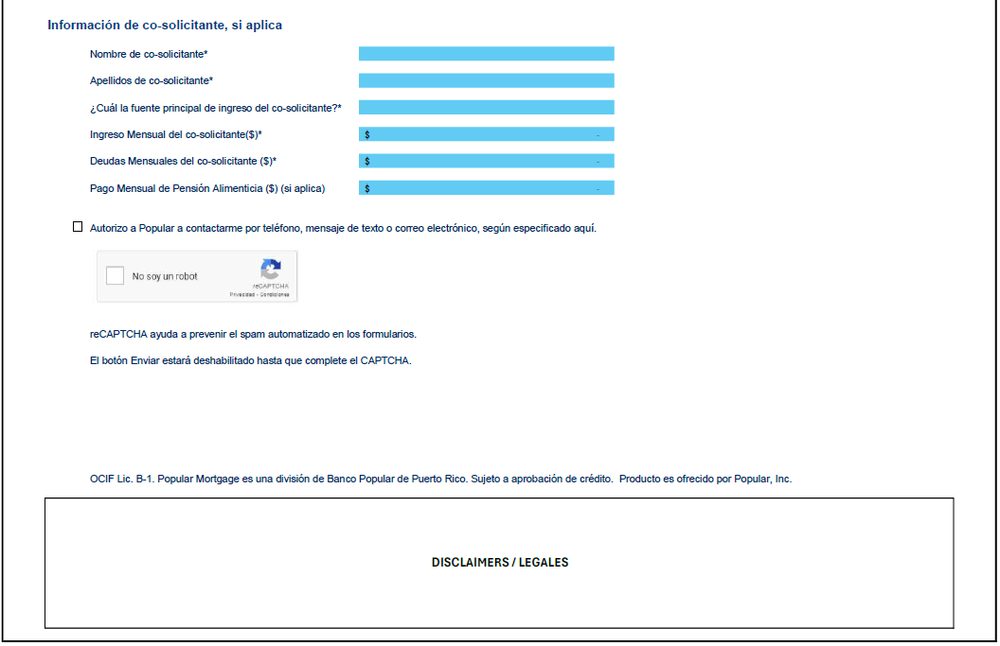 Información de co-solicitante, si aplica
Nombre de co-solicitante*
Apellidos de co-solicitante*
¿Cuál la fuente principal de ingreso del co-solicitante?*
Ingreso Mensual del co-solicitante($)* $ -
Deudas Mensuales del co-solicitante ($)* $ -
Pago Mensual de Pensión Alimenticia ($) (si aplica) $ -
Autorizo a Popular a contactarme por teléfono, mensaje de texto o correo electrónico, según especificado aquí.
No soy un robot
reCAPTCHA
Privacidad - Condiciones
reCAPTCHA ayuda a prevenir el spam automatizado en los formularios.
El botón Enviar estará deshabilitado hasta que complete el CAPTCHA.
OCIF Lic. B-1. Popular Mortgage es una división de Banco Popular de Puerto Rico. Sujeto a aprobación de crédito. Producto es ofrecido por Popular, Inc.
DISCLAIMERS / LEGALES